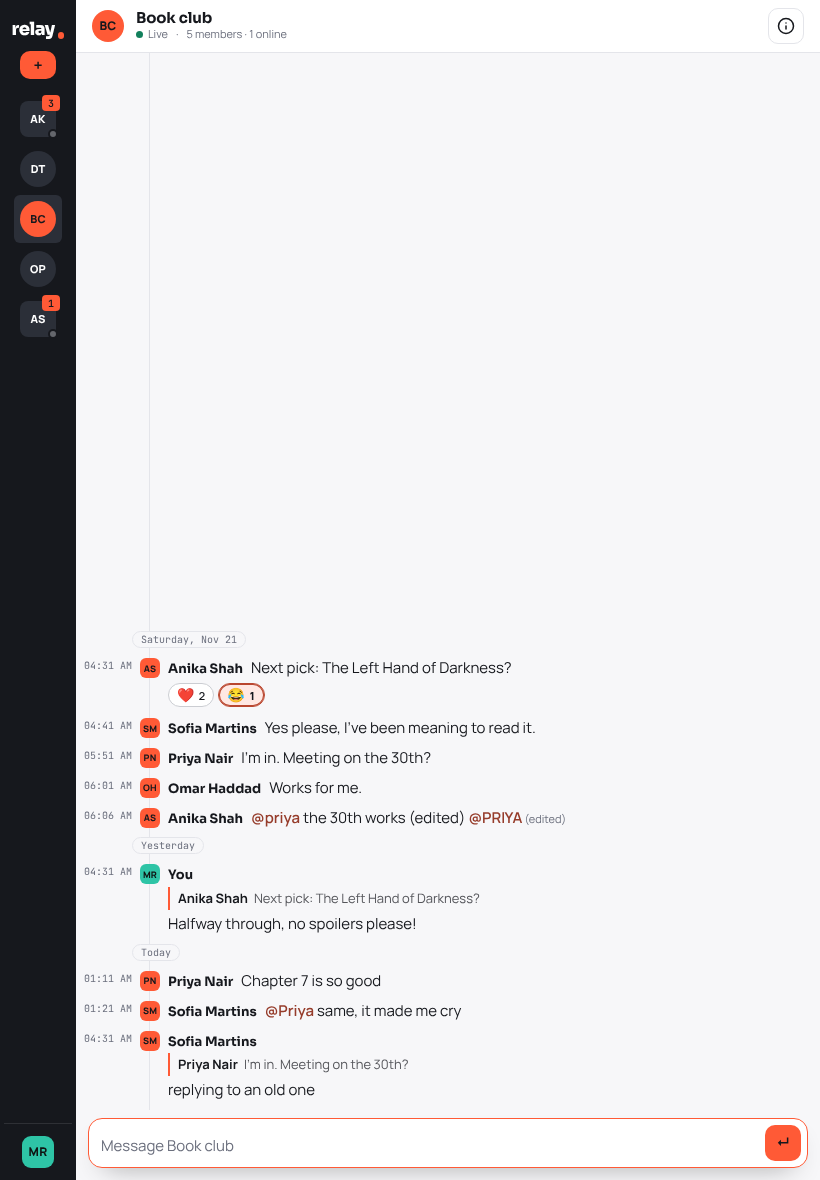 relay.
+
3
AK
DT
BC
OP
1
AS
MR
BC
Book club
Live · 5 members · 1 online
Saturday, Nov 21
04:31 AM AS Anika Shah Next pick: The Left Hand of Darkness?
❤️ 2 😂 1
04:41 AM SM Sofia Martins Yes please, I've been meaning to read it.
05:51 AM PN Priya Nair I'm in. Meeting on the 30th?
06:01 AM OH Omar Haddad Works for me.
06:06 AM AS Anika Shah @priya the 30th works (edited) @PRIYA (edited)
Yesterday
04:31 AM MR You
Anika Shah Next pick: The Left Hand of Darkness?
Halfway through, no spoilers please!
Today
01:11 AM PN Priya Nair Chapter 7 is so good
01:21 AM SM Sofia Martins @Priya same, it made me cry
04:31 AM SM Sofia Martins
Priya Nair I'm in. Meeting on the 30th?
replying to an old one
Message Book club